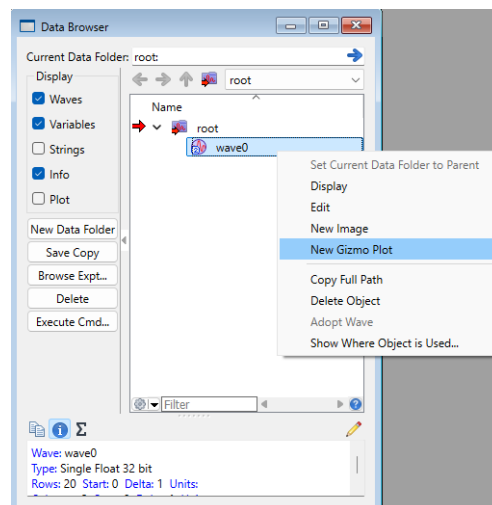 Data Browser
Current Data Folder: root:
Display
Waves
Variables
Strings
Info
Plot
New Data Folder
Save Copy
Browse Expt...
Delete
Execute Cmd...
root
Name
root
wave0
Set Current Data Folder to Parent
Display
Edit
New Image
New Gizmo Plot
Copy Full Path
Delete Object
Adopt Wave
Show Where Object is Used...
Filter
Wave: wave0
Type: Single Float 32 bit
Rows: 20 Start: 0 Delta: 1 Units: